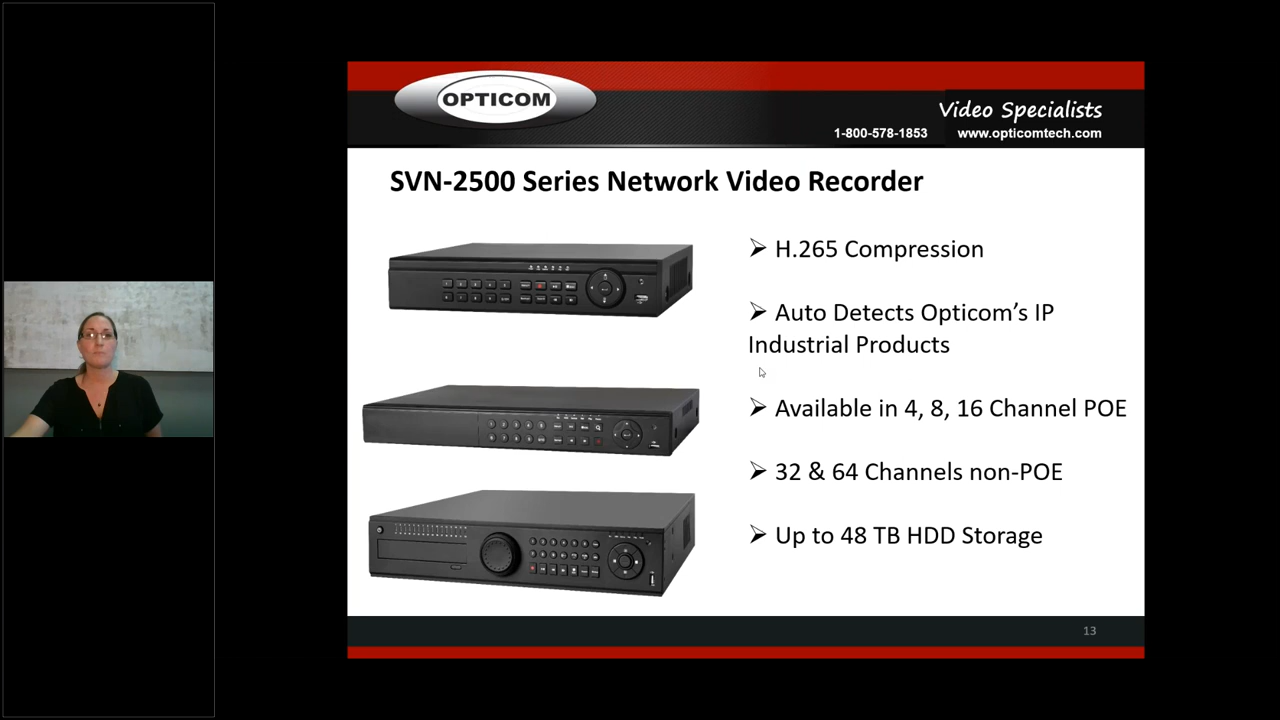 OPTICOM
Video Specialists
1-800-578-1853 www.opticomtech.com
SVN-2500 Series Network Video Recorder
➢ H.265 Compression
➢ Auto Detects Opticom's IP
Industrial Products
➢ Available in 4, 8, 16 Channel POE
➢ 32 & 64 Channels non-POE
➢ Up to 48 TB HDD Storage
13